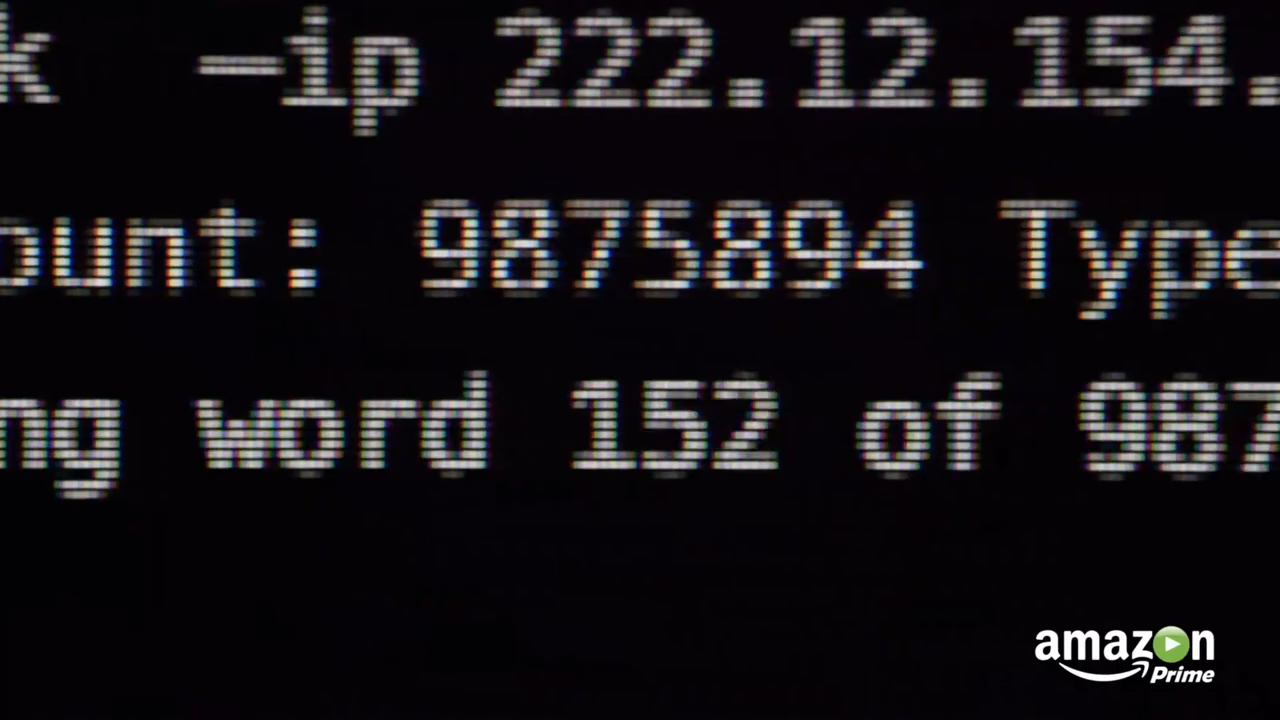 k -ip 222.12.154.
ount: 9875894 Type
ng word 152 of 987
amazon
Prime